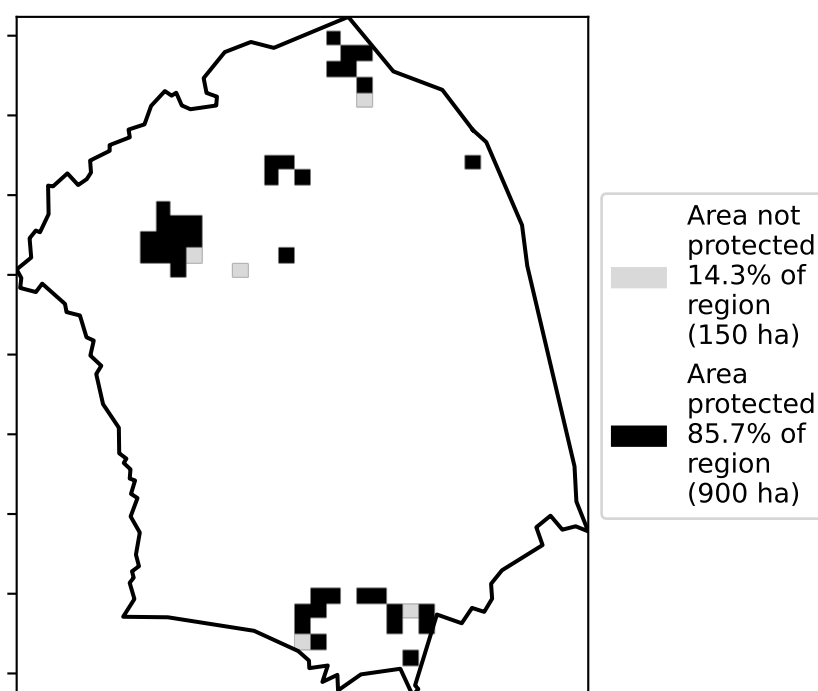 Area not
protected
14.3% of
region
(150 ha)
Area
protected
85.7% of
region
(900 ha)